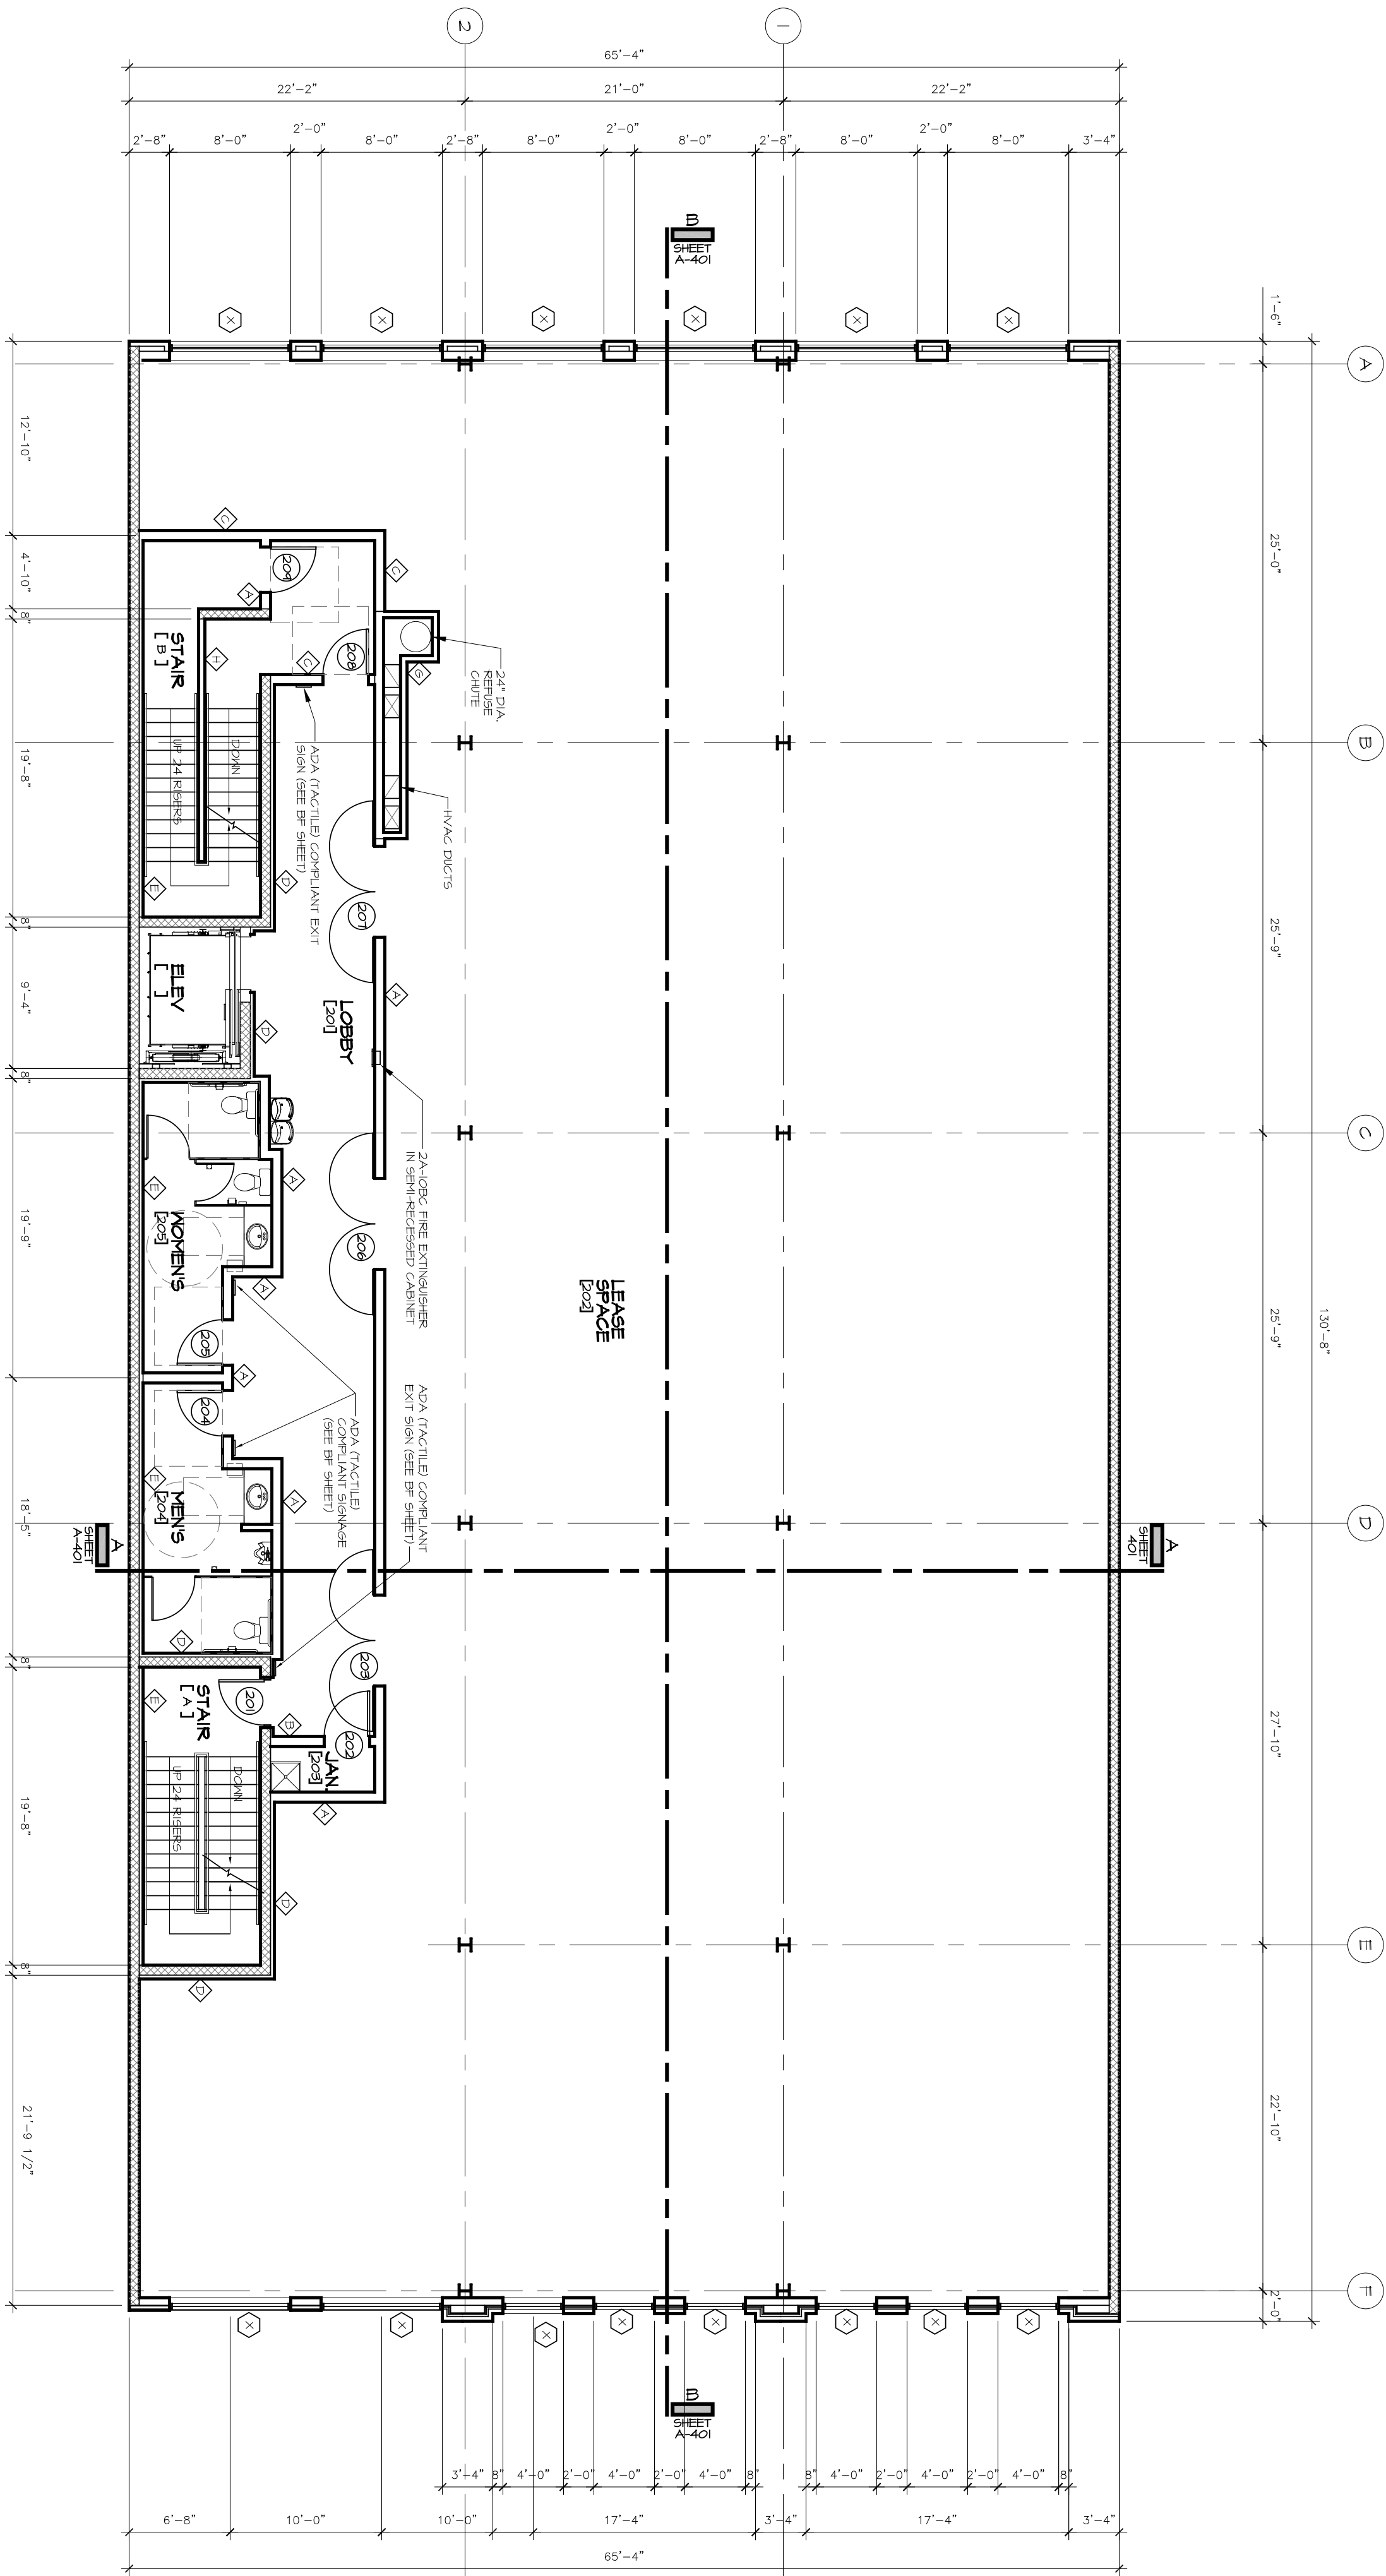 2
1
65'-4"
22'-2"
21'-0"
22'-2"
2'-8"
8'-0"
2'-0"
8'-0"
2'-8"
8'-0"
2'-0"
8'-0"
2'-8"
8'-0"
2'-0"
8'-0"
3'-4"
B
SHEET
A-401
X
X
X
X
X
X
1'-6"
25'-0"
25'-9"
25'-9"
130'-8"
27'-10"
22'-10"
2'-0"
A
B
C
D
E
F
12'-10"
4'-10"
8"
19'-8"
8"
9'-4"
8"
19'-9"
18'-5"
8"
19'-8"
8"
21'-9 1/2"
C
C
209
A
208
C
G
H
STAIR
[ B ]
24" DIA.
REFUSE
CHUTE
DOWN
UP 24 RISERS
ADA (TACTILE) COMPLIANT EXIT
SIGN (SEE BF SHEET)
HVAC DUCTS
D
E
207
A
ELEV
[ ]
LOBBY
[201]
D
2A-10BC FIRE EXTINGUISHER
IN SEMI-RECESSED CABINET
A
E
WOMEN'S
[205]
206
A
LEASE
SPACE
[202]
205
A
204
ADA (TACTILE)
COMPLIANT SIGNAGE
(SEE BF SHEET)
ADA (TACTILE) COMPLIANT
EXIT SIGN (SEE BF SHEET)
E
MEN'S
[204]
A
A
SHEET
A-401
A
SHEET
401
D
203
201
E
STAIR
[ A ]
B
202
JAN.
[203]
A
DOWN
UP 24 RISERS
D
D
X
X
X
X
X
X
X
X
B
SHEET
A-401
3'-4"
8"
4'-0"
2'-0"
4'-0"
2'-0"
4'-0"
8"
8"
4'-0"
2'-0"
4'-0"
2'-0"
4'-0"
8"
6'-8"
10'-0"
10'-0"
17'-4"
3'-4"
17'-4"
3'-4"
65'-4"